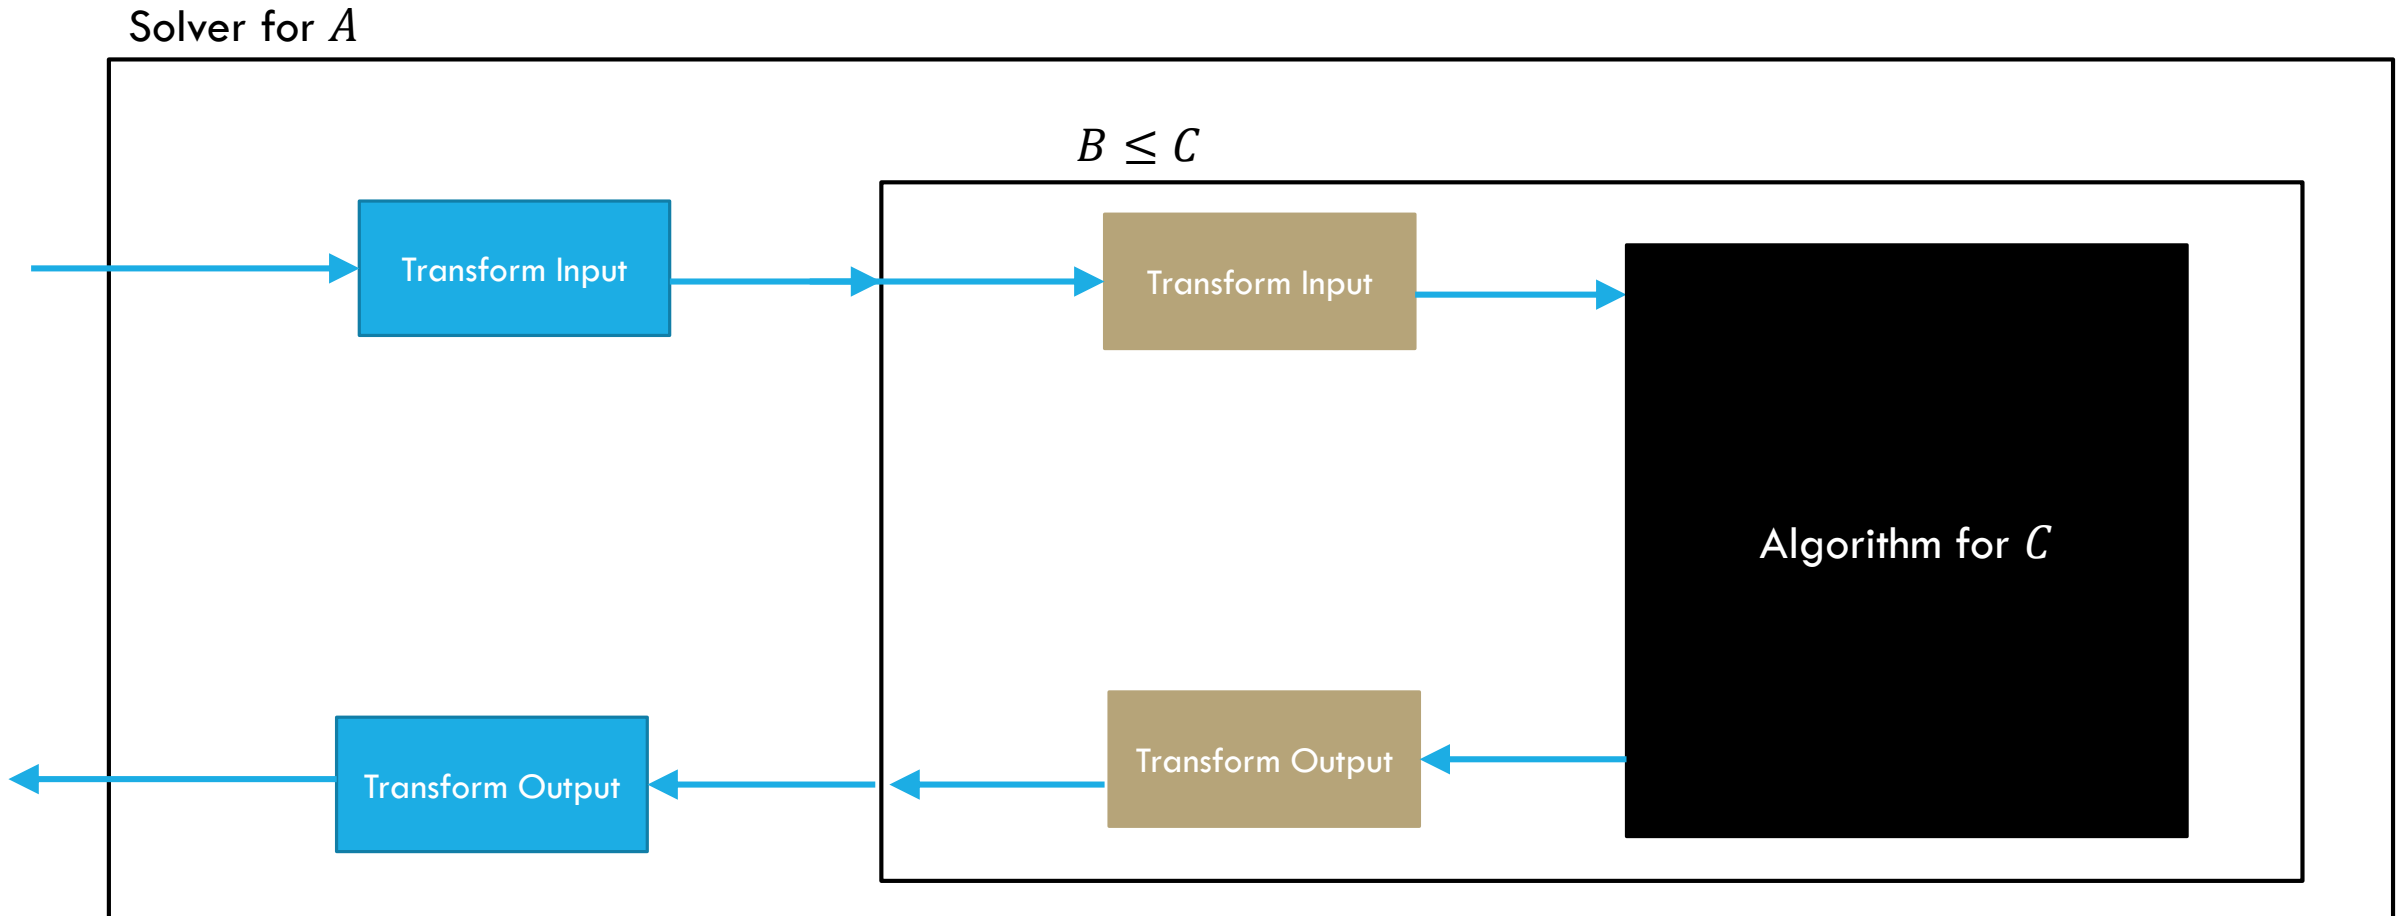 Solver for A
B ≤ C
Transform Input
Transform Input
Algorithm for C
Transform Output
Transform Output